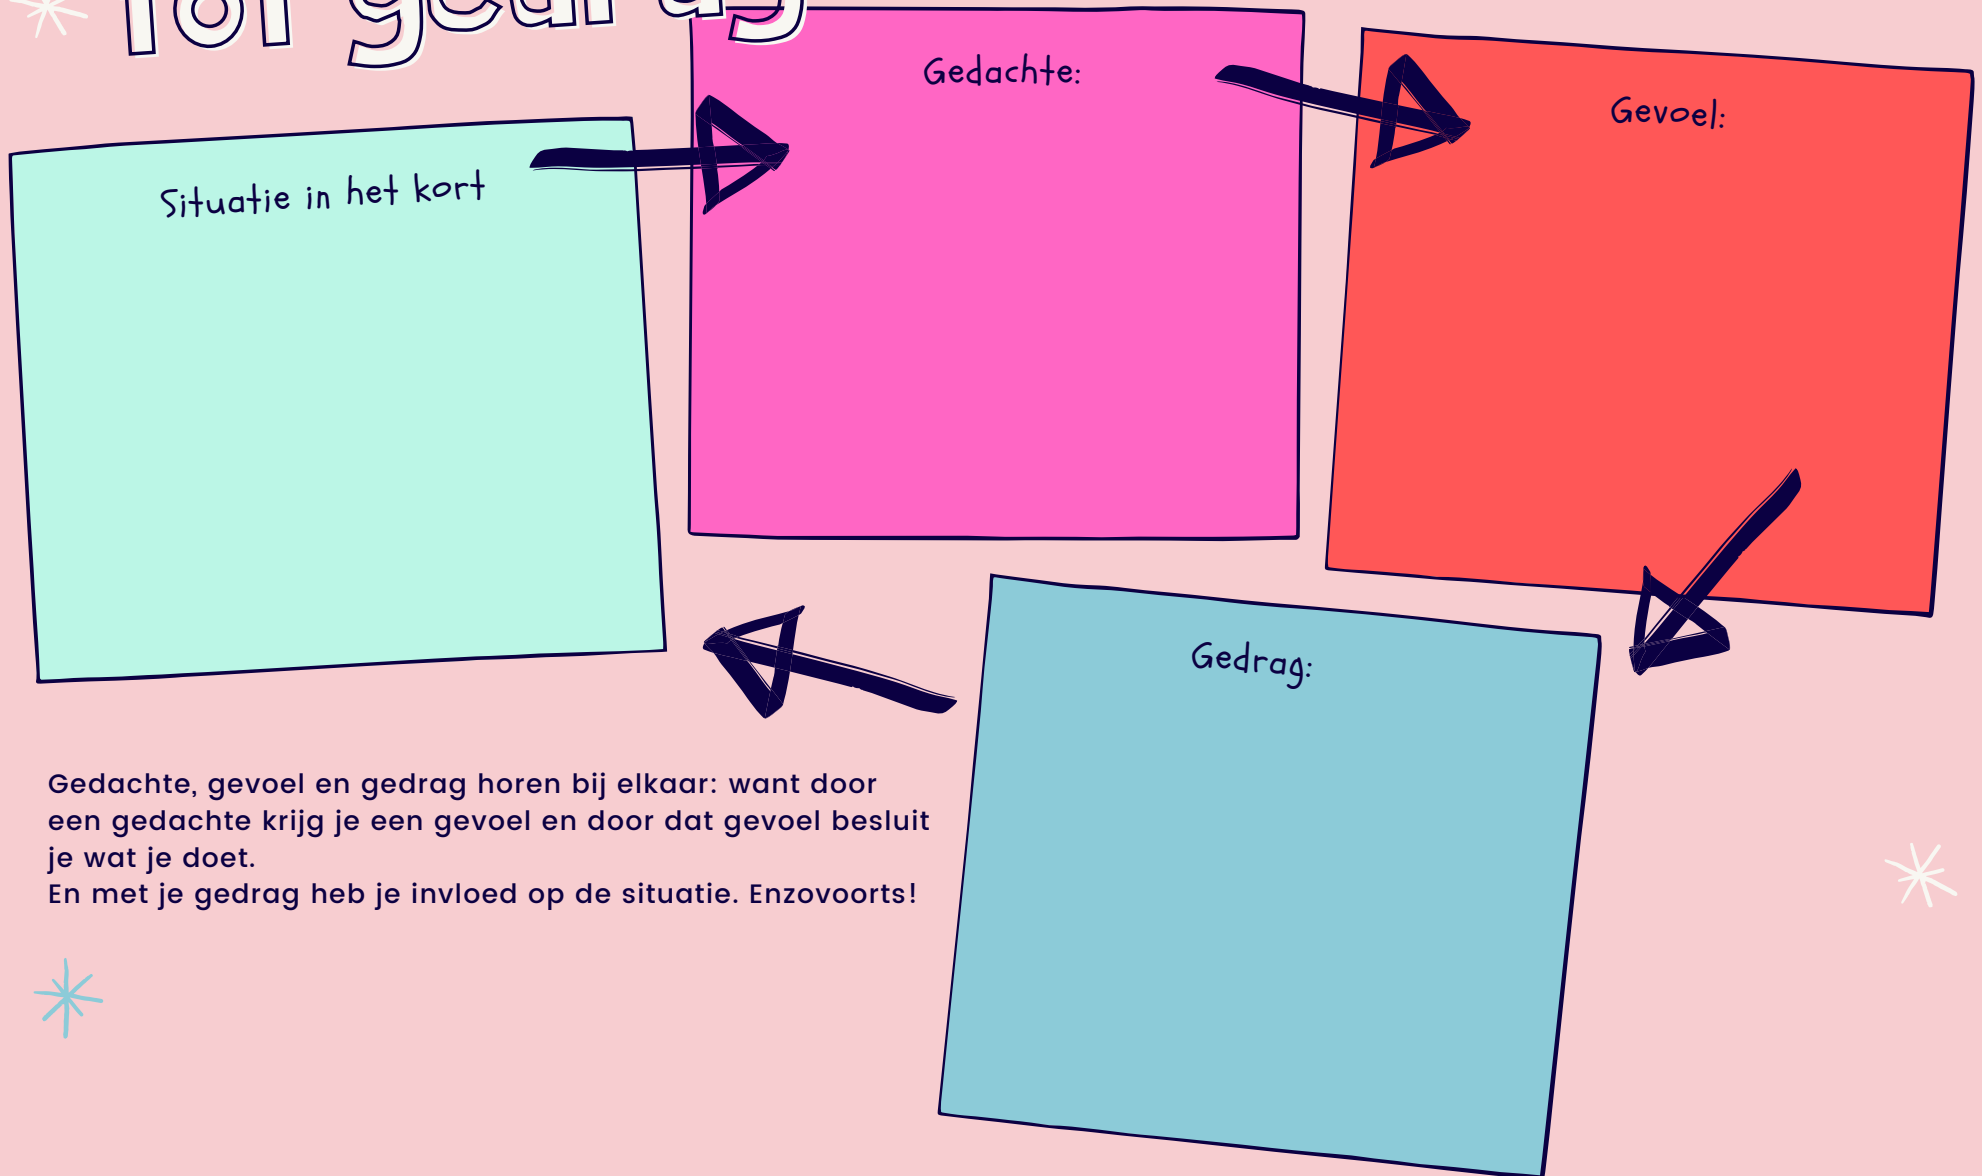 Tot gedrag
Situatie in het kort
Gedachte:
Gevoel:
Gedrag:
Gedachte, gevoel en gedrag horen bij elkaar: want door
een gedachte krijg je een gevoel en door dat gevoel besluit
je wat je doet.
En met je gedrag heb je invloed op de situatie. Enzovoorts!